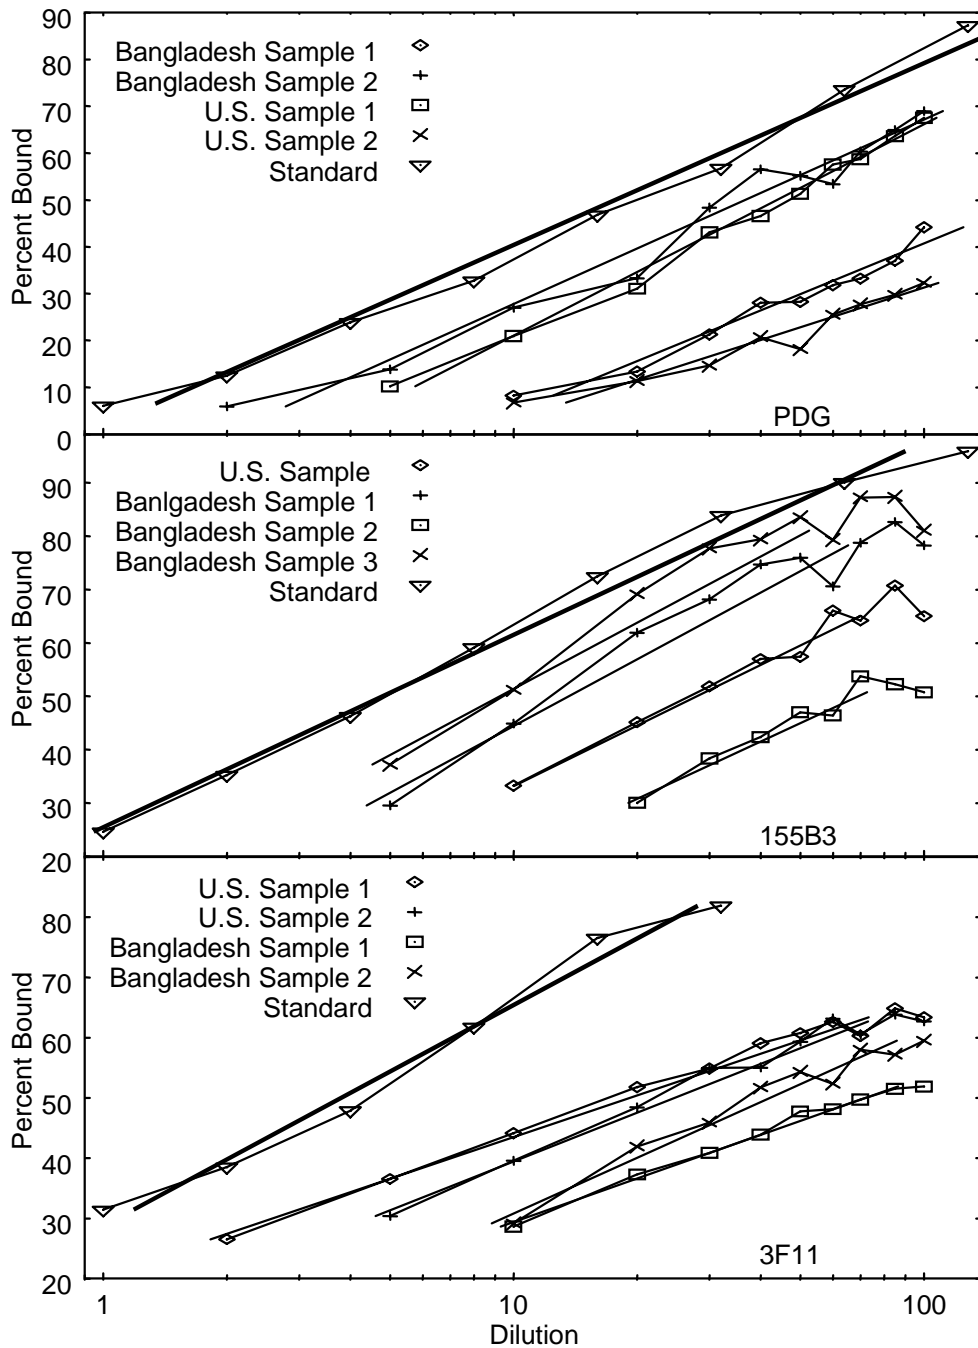 90
80
70
60
50
40
30
20
10
0
Percent Bound
Bangladesh Sample 1
Bangladesh Sample 2
U.S. Sample 1
U.S. Sample 2
Standard
PDG
90
80
70
60
50
40
30
20
Percent Bound
U.S. Sample
Banlgadesh Sample 1
Bangladesh Sample 2
Bangladesh Sample 3
Standard
155B3
80
70
60
50
40
30
20
Percent Bound
U.S. Sample 1
U.S. Sample 2
Bangladesh Sample 1
Bangladesh Sample 2
Standard
3F11
1 10 100
Dilution